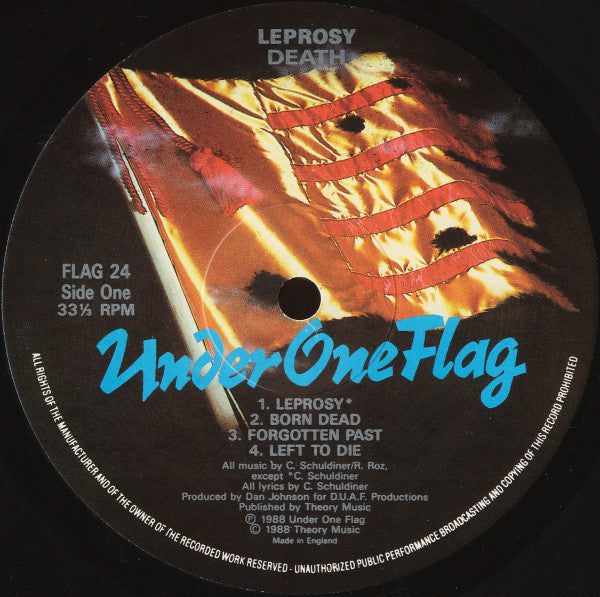 LEPROSY
DEATH
FLAG 24
Side One
33⅓ RPM
Under One Flag
1. LEPROSY*
2. BORN DEAD
3. FORGOTTEN PAST
4. LEFT TO DIE
All music by C. Schuldiner/R. Roz,
except *C. Schuldiner
All lyrics by C. Schuldiner
Produced by Dan Johnson for D.U.A.F. Productions
Published by Theory Music
℗ 1988 Under One Flag
© 1988 Theory Music
Made in England
ALL RIGHTS OF THE MANUFACTURER AND OF THE OWNER OF THE RECORDED WORK RESERVED - UNAUTHORIZED PUBLIC PERFORMANCE BROADCASTING AND COPYING OF THIS RECORD PROHIBITED